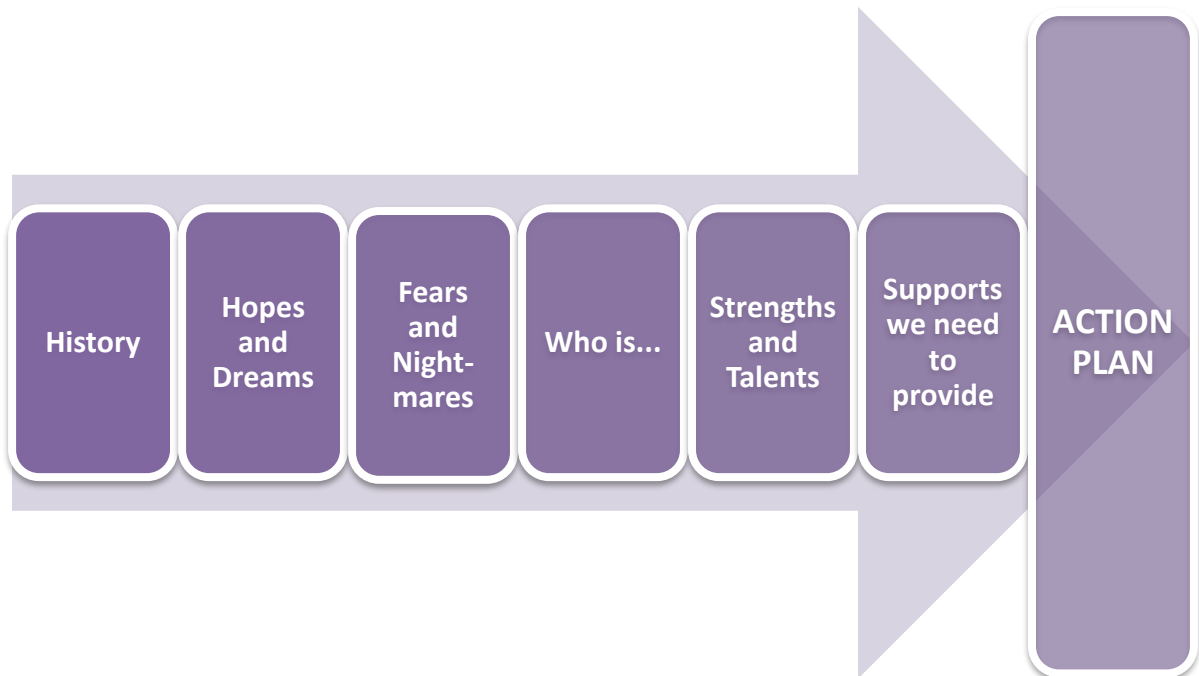 History
Hopes
and
Dreams
Fears
and
Night-
mares
Who is...
Strengths
and
Talents
Supports
we need
to
provide
ACTION
PLAN